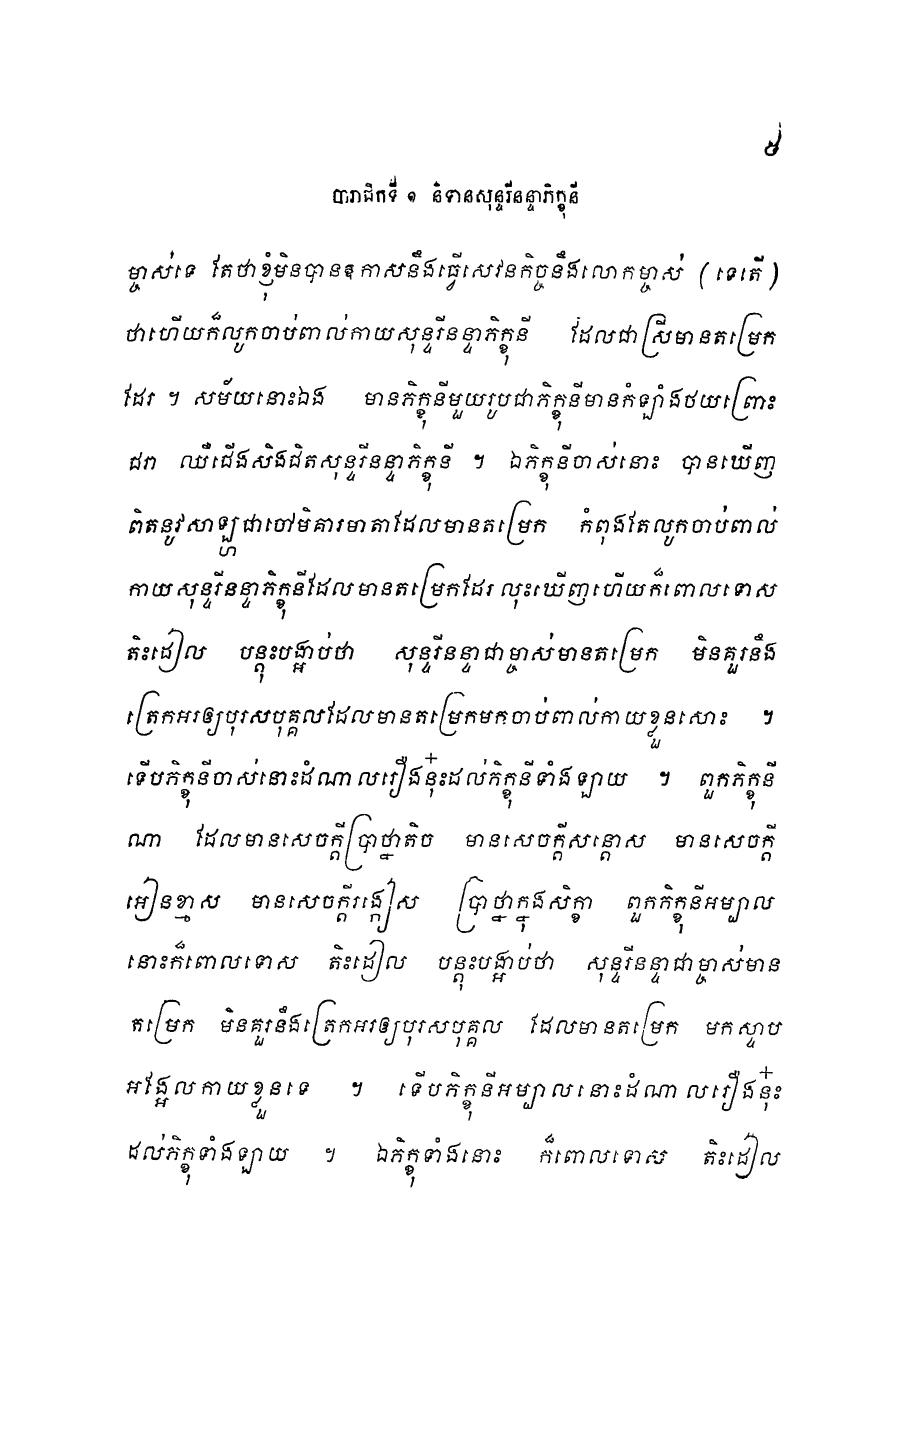 ៥
បារាជិកទី ១ និទានសុន្ទរីនន្ទាភិក្ខុនី
ម្ចាស់ទេ តែថាខ្ញុំមិនបានឱកាសនឹងធ្វើសេវនកិច្ចនឹងលោកម្ចាស់ (ទេតើ)
ថាហើយក៏លូកចាប់ពាល់កាយសុន្ទរីនន្ទាភិក្ខុនី ដែលជាស្រីមានតម្រេក
ដែរ ។ សម័យនោះឯង មានភិក្ខុនីមួយរូបជាភិក្ខុនីមានកំឡាំងថយព្រោះ
ជរា ឈឺជើងសិងជិតសុន្ទរីនន្ទាភិក្ខុនី ។ ឯភិក្ខុនីចាស់នោះ បានឃើញ
ពិតនូវសាឡ្ហជាចៅមិគារមាតាដែលមានតម្រេក កំពុងតែលូកចាប់ពាល់
កាយសុន្ទរីនន្ទាភិក្ខុនីដែលមានតម្រេកដែរ លុះឃើញហើយក៏ពោលទោស
តិះដៀល បន្តុះបង្អាប់ថា សុន្ទរីនន្ទាជាម្ចាស់មានតម្រេក មិនគួរនឹង
ត្រេកអរឲ្យបុរសបុគ្គលដែលមានតម្រេកមកចាប់ពាល់កាយខ្លួនសោះ ។
ទើបភិក្ខុនីចាស់នោះដំណាលរឿង៎នុ៎ះដល់ភិក្ខុនីទាំងឡាយ ។ ពួកភិក្ខុនី
ណា ដែលមានសេចក្តីប្រាថ្នាតិច មានសេចក្តីសន្តោស មានសេចក្តី
អៀនខ្មាស មានសេចក្តីរង្កៀស ប្រាថ្នាក្នុងសិក្ខា ពួកភិក្ខុនីអម្បាល
នោះក៏ពោលទោស តិះដៀល បន្តុះបង្អាប់ថា សុន្ទរីនន្ទាជាម្ចាស់មាន
តម្រេក មិនគួរនឹងត្រេកអរឲ្យបុរសបុគ្គល ដែលមានតម្រេក មកស្ទាប
អង្អែលកាយខ្លួនទេ ។ ទើបភិក្ខុនីអម្បាលនោះដំណាលរឿងនុ៎ះ
ដល់ភិក្ខុទាំងឡាយ ។ ឯភិក្ខុទាំងនោះ ក៏ពោលទោស តិះដៀល